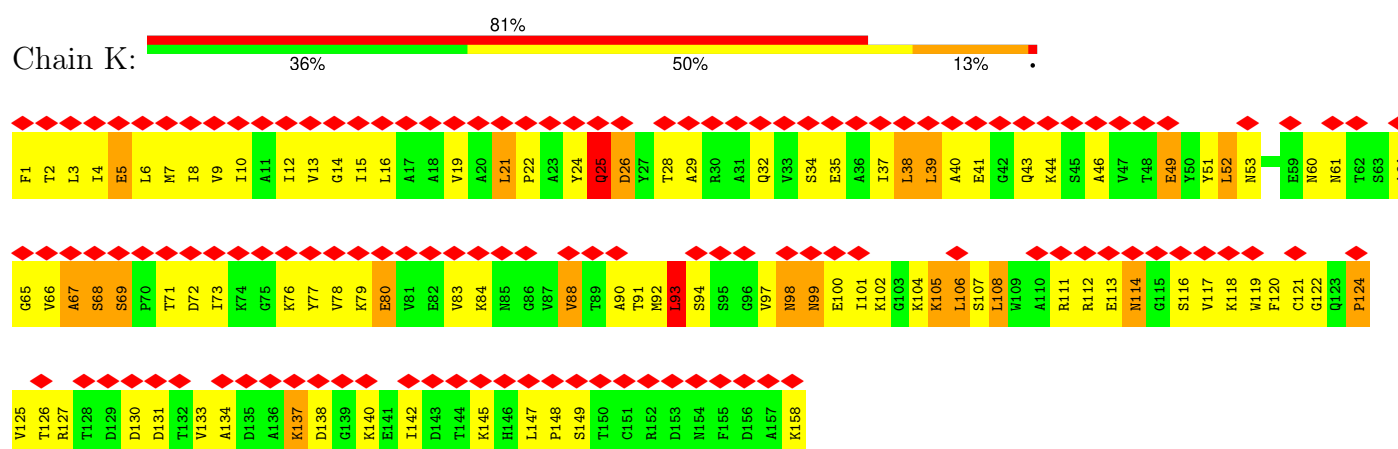 81%
Chain K:
36% 50% 13% •
F1 T2 L3 I4 E5 L6 M7 I8 V9 I10 A11 I12 V13 G14 I15 L16 A17 A18 V19 A20 L21 P22 A23 Y24 Q25 D26 Y27 T28 A29 R30 A31 Q32 V33 S34 E35 A36 I37 L38 L39 A40 E41 G42 Q43 K44 S45 A46 V47 T48 E49 Y50 Y51 L52 N53 E59 N60 N61 T62 S63
G65 V66 A67 S68 S69 P70 T71 D72 I73 K74 G75 K76 Y77 V78 K79 E80 V81 E82 V83 K84 N85 G86 V87 V88 T89 A90 T91 M92 L93 S94 S95 G96 V97 N98 N99 E100 I101 K102 G103 K104 K105 L106 S107 L108 W109 A110 R111 R112 E113 N114 G115 S116 V117 K118 W119 F120 C121 G122 Q123 P124
V125 T126 R127 T128 D129 D130 D131 T132 V133 A134 D135 A136 K137 D138 G139 K140 E141 I142 D143 T144 K145 H146 L147 P148 S149 T150 C151 R152 D153 N154 F155 D156 A157 K158